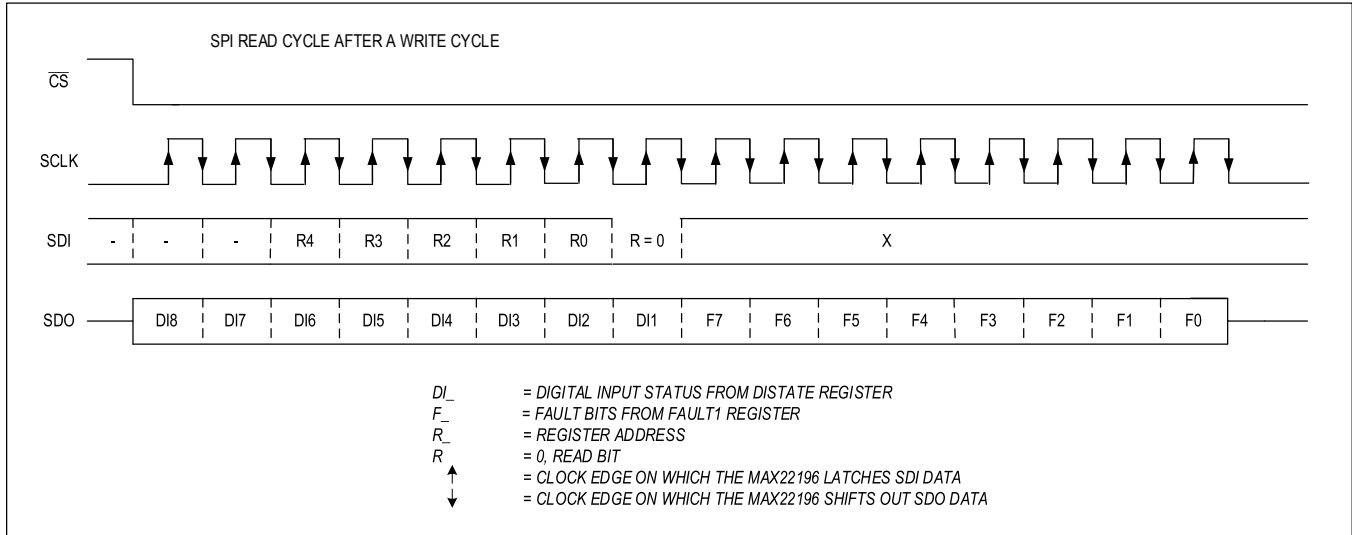 SPI READ CYCLE AFTER A WRITE CYCLE
CS
SCLK
SDI - - - R4 R3 R2 R1 R0 R = 0 X
SDO DI8 DI7 DI6 DI5 DI4 DI3 DI2 DI1 F7 F6 F5 F4 F3 F2 F1 F0
DI_ = DIGITAL INPUT STATUS FROM DISTATE REGISTER
F_ = FAULT BITS FROM FAULT1 REGISTER
R_ = REGISTER ADDRESS
R = 0, READ BIT
= CLOCK EDGE ON WHICH THE MAX22196 LATCHES SDI DATA
= CLOCK EDGE ON WHICH THE MAX22196 SHIFTS OUT SDO DATA